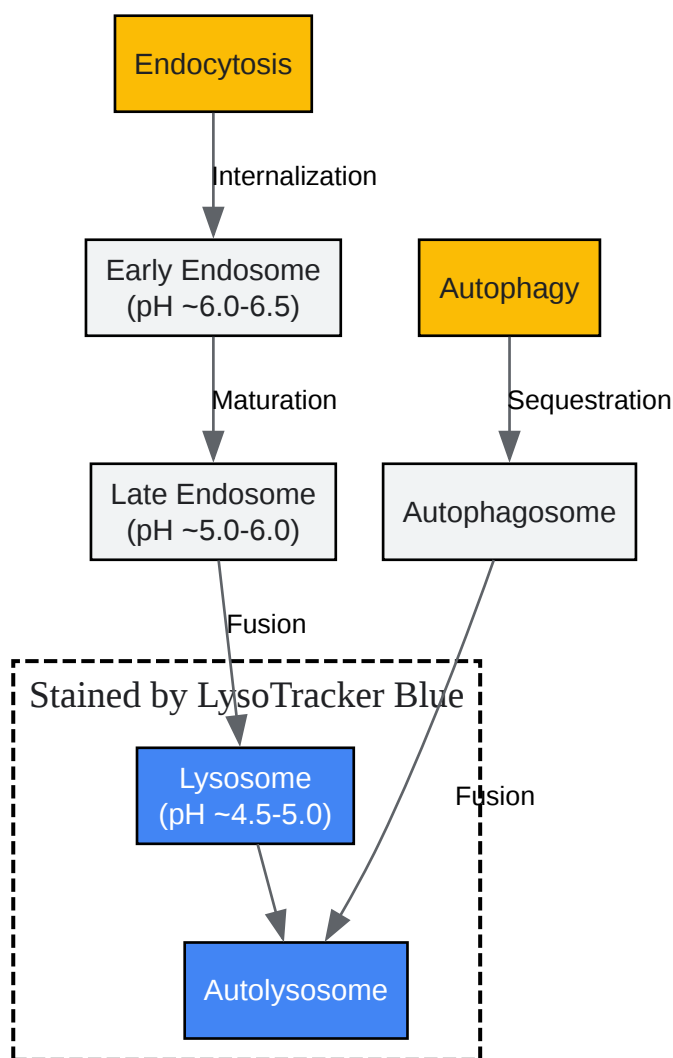 Endocytosis
Internalization
Early Endosome
(pH ~6.0-6.5)
Autophagy
Maturation
Sequestration
Late Endosome
(pH ~5.0-6.0)
Autophagosome
Fusion
Stained by LysoTracker Blue
Lysosome
(pH ~4.5-5.0)
Fusion
Autolysosome